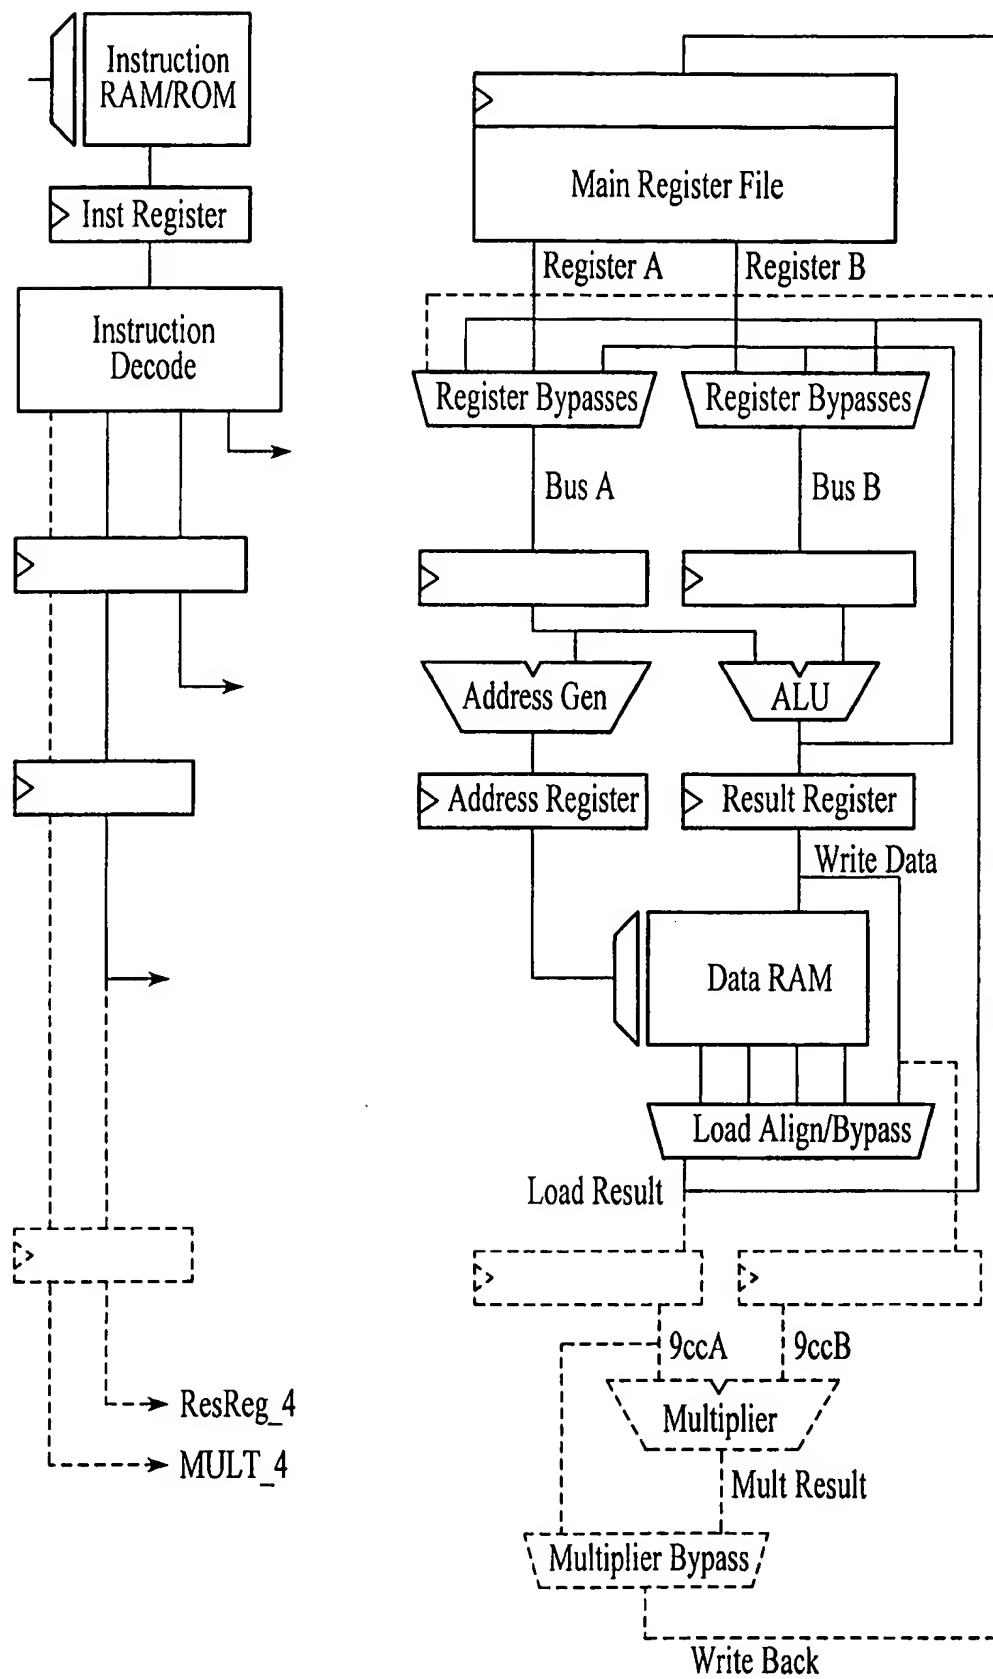 Instruction
RAM/ROM
Inst Register
Instruction
Decode
ResReg_4
MULT_4
Main Register File
Register A
Register B
Register Bypasses
Register Bypasses
Bus A
Bus B
Address Gen
ALU
Address Register
Result Register
Write Data
Data RAM
Load Align/Bypass
Load Result
9ccA
9ccB
Multiplier
Mult Result
Multiplier Bypass
Write Back